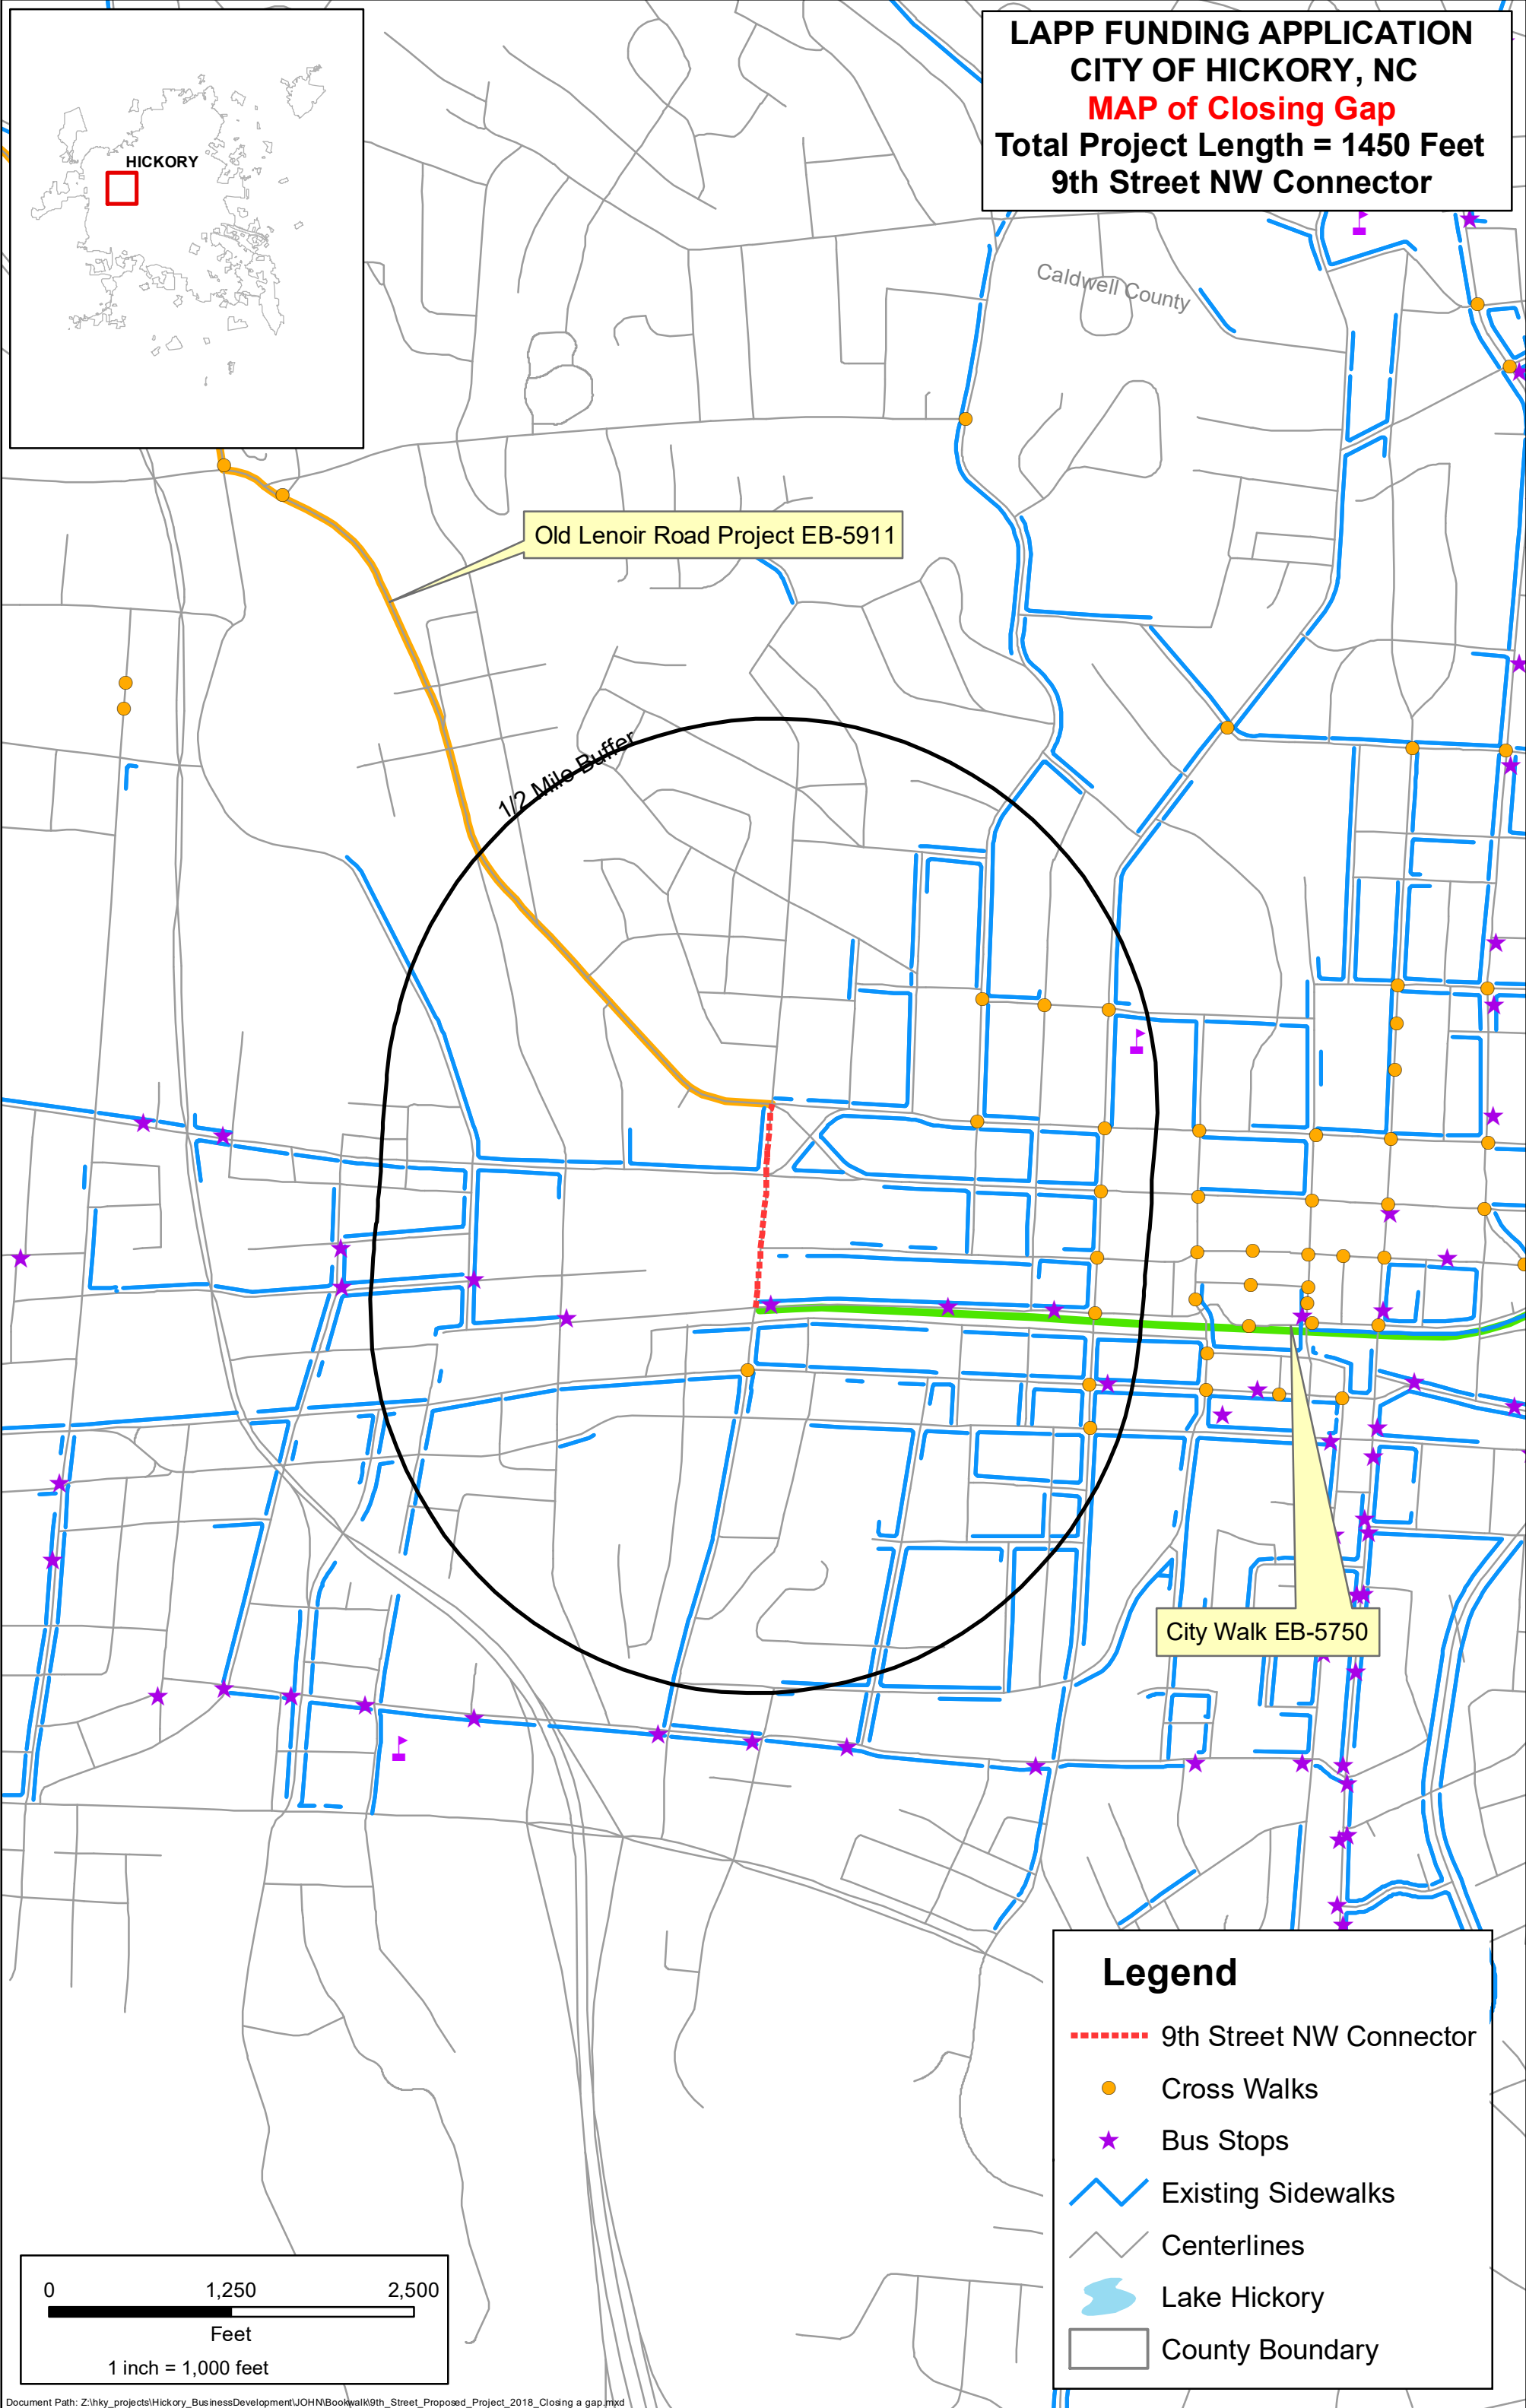 LAPP FUNDING APPLICATION
CITY OF HICKORY, NC
MAP of Closing Gap
Total Project Length = 1450 Feet
9th Street NW Connector
HICKORY
Caldwell County
Old Lenoir Road Project EB-5911
1/2 Mile Buffer
City Walk EB-5750
Legend
9th Street NW Connector
Cross Walks
Bus Stops
Existing Sidewalks
Centerlines
Lake Hickory
County Boundary
0 1,250 2,500
Feet
1 inch = 1,000 feet
Document Path: Z:\hky_projects\Hickory_BusinessDevelopment\JOHN\Bookwalk\9th_Street_Proposed_Project_2018_Closing a gap.mxd